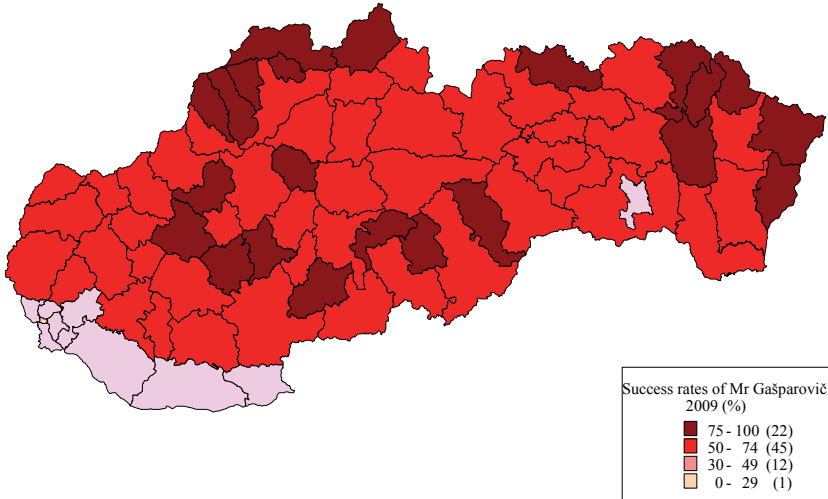 Success rates of Mr Gašparovič
2009 (%)
75 - 100 (22)
50 - 74 (45)
30 - 49 (12)
0 - 29 (1)